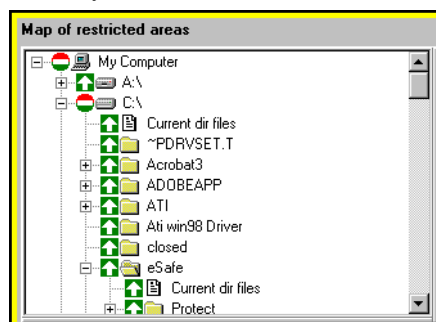 Map of restricted areas
My Computer
A:\
C:\
Current dir files
~PDRVSET.T
Acrobat3
ADOBEAPP
ATI
Ati win98 Driver
closed
eSafe
Current dir files
Protect